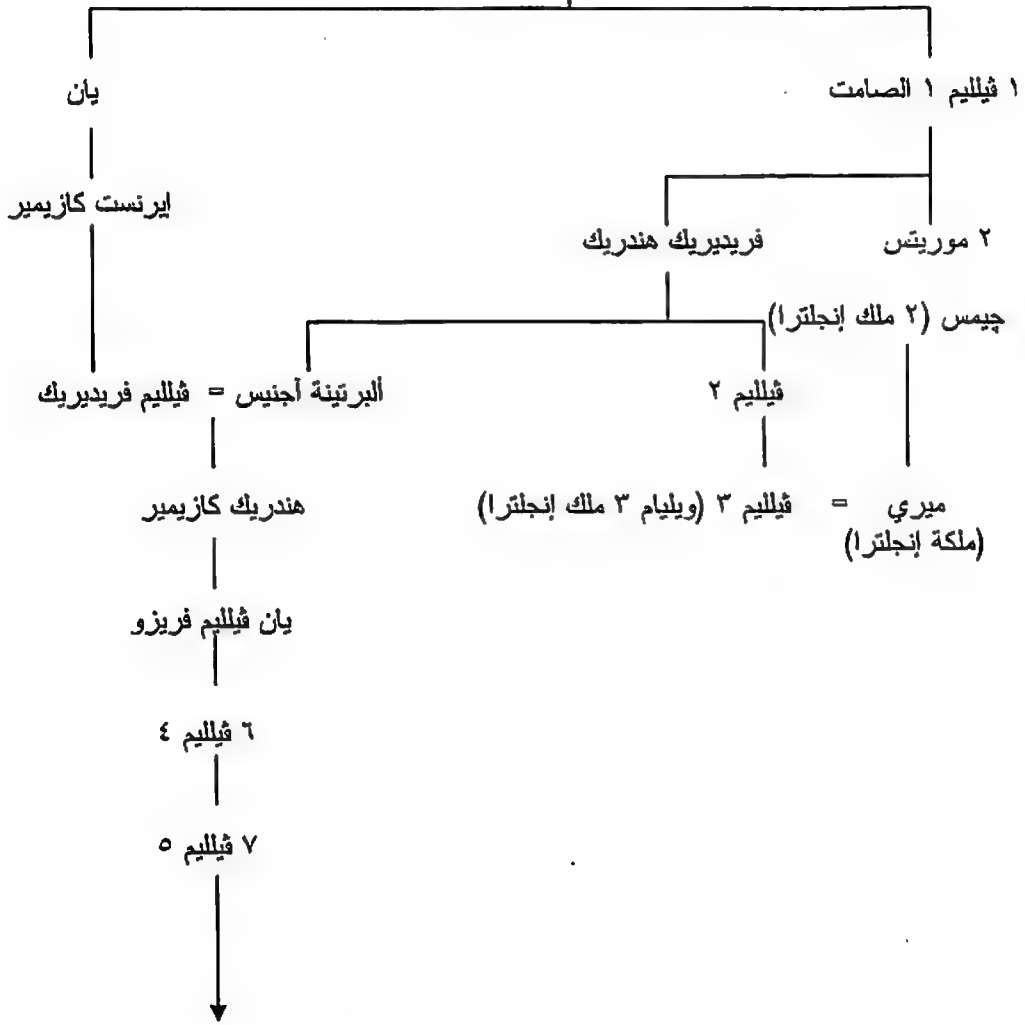 ١ ڤيلليم ١ الصامت
يان
إيرنست كازيمير
٢ موريتس
فريديريك هندريك
چيمس (٢ ملك إنجلترا)
ڤيلليم ٢
ألبرتينة آجنيس = ڤيلليم فريديريك
ميري = ڤيلليم ٣ (ويليام ٣ ملك إنجلترا)
(ملكة إنجلترا)
هندريك كازيمير
يان ڤيلليم فريزو
٦ ڤيلليم ٤
٧ ڤيلليم ٥